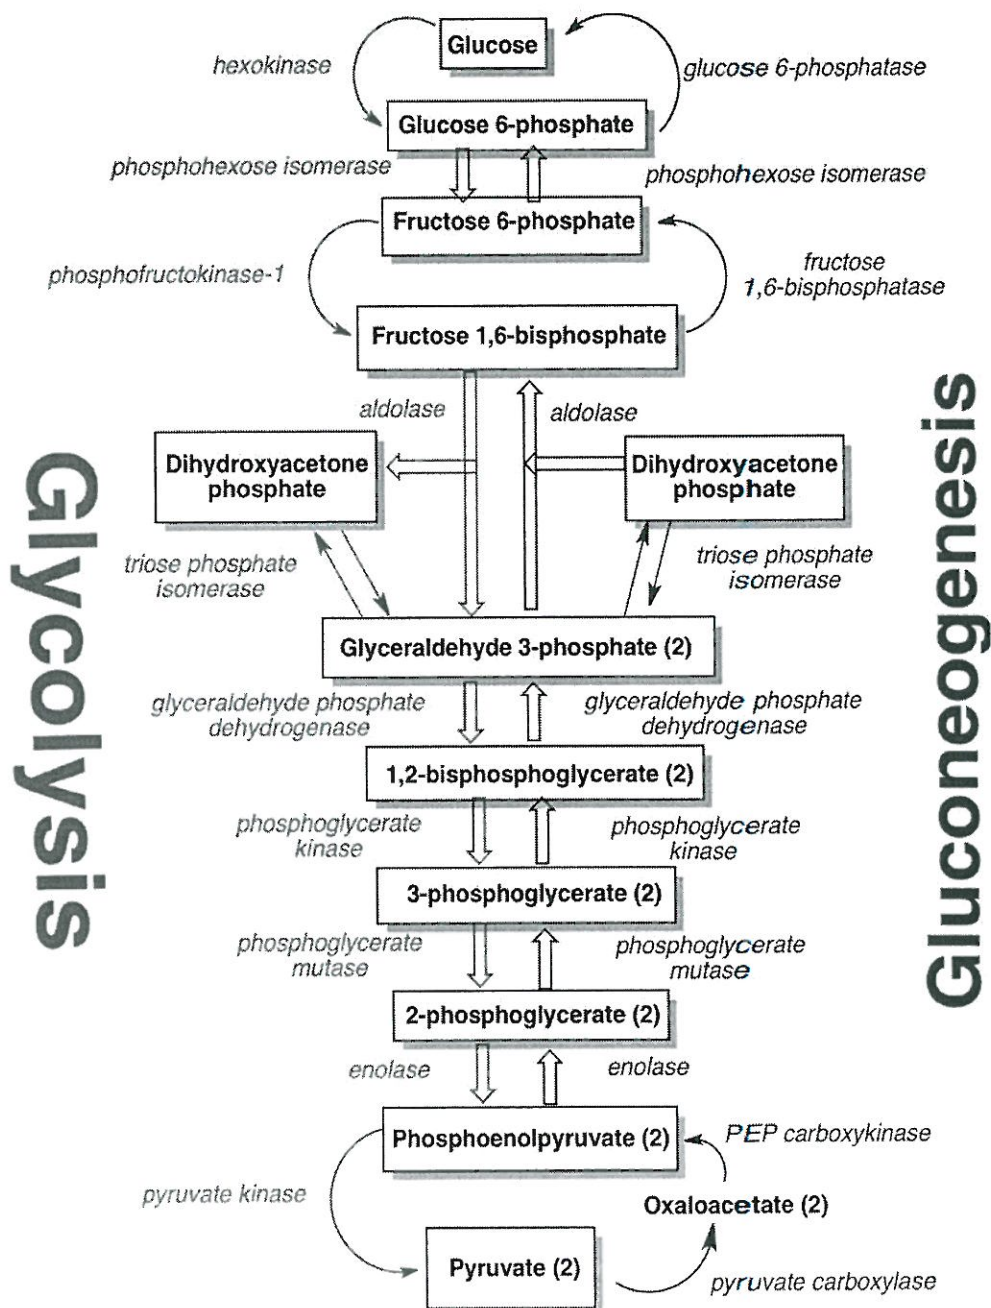 Glucose
hexokinase
glucose 6-phosphatase
Glucose 6-phosphate
phosphohexose isomerase
phosphohexose isomerase
Fructose 6-phosphate
phosphofructokinase-1
fructose
1,6-bisphosphatase
Fructose 1,6-bisphosphate
aldolase
aldolase
Dihydroxyacetone
phosphate
Dihydroxyacetone
phosphate
triose phosphate
isomerase
triose phosphate
isomerase
Glyceraldehyde 3-phosphate (2)
glyceraldehyde phosphate
dehydrogenase
glyceraldehyde phosphate
dehydrogenase
1,2-bisphosphoglycerate (2)
phosphoglycerate
kinase
phosphoglycerate
kinase
3-phosphoglycerate (2)
phosphoglycerate
mutase
phosphoglycerate
mutase
2-phosphoglycerate (2)
enolase
enolase
Phosphoenolpyruvate (2)
PEP carboxykinase
pyruvate kinase
Oxaloacetate (2)
Pyruvate (2)
pyruvate carboxylase
Glycolysis
Gluconeogenesis